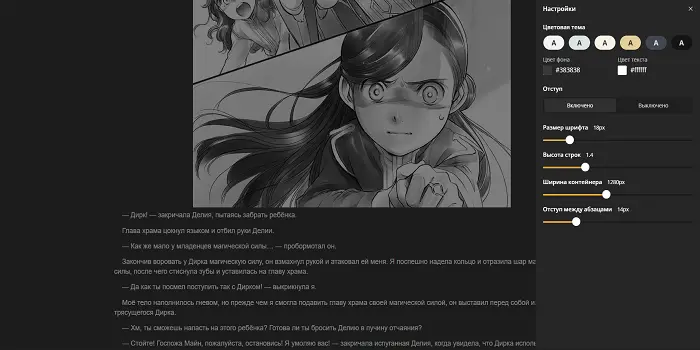 — Дирк! — закричала Делия, пытаясь забрать ребёнка.
Глава храма цокнул языком и отбил руки Делии.
— Как же мало у младенцев магической силы… — пробормотал он.
Закончив воровать у Дирка магическую силу, он взмахнул рукой и атаковал ей меня. Я поспешно надела кольцо и отразила шар ма
силы, после чего стиснула зубы и уставилась на главу храма.
— Да как ты посмел поступить так с Дирком! — выкрикнула я.
Моё тело наполнилось гневом, но прежде чем я смогла подавить главу храма своей магической силой, он выставил перед собой и
трясущегося Дирка.
— Хм, ты сможешь напасть на этого ребёнка? Готова ли ты бросить Делию в пучину отчаяния?
— Стойте! Госпожа Майн, пожалуйста, остановись! Я умоляю вас! — закричала испуганная Делия, когда увидела, что Дирка исполь
Настройки ×
Цветовая тема
A A A A A A
Цвет фона Цвет текста
#383838 #ffffff
Отступ
Включено Выключено
Размер шрифта 18px
Высота строк 1.4
Ширина контейнера 1280px
Отступ между абзацами 14px